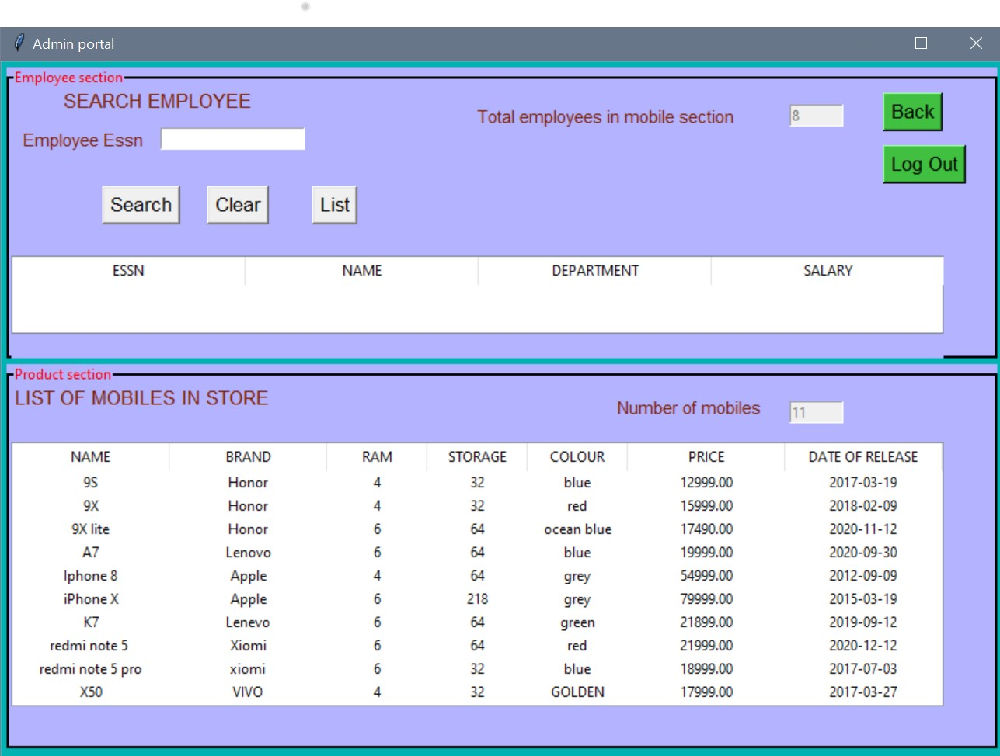 Admin portal
Employee section
SEARCH EMPLOYEE
Total employees in mobile section 8 Back
Employee Essn
Log Out
Search Clear List
ESSN NAME DEPARTMENT SALARY
Product section
LIST OF MOBILES IN STORE
Number of mobiles 11
NAME BRAND RAM STORAGE COLOUR PRICE DATE OF RELEASE
9S Honor 4 32 blue 12999.00 2017-03-19
9X Honor 4 32 red 15999.00 2018-02-09
9X lite Honor 6 64 ocean blue 17490.00 2020-11-12
A7 Lenovo 6 64 blue 19999.00 2020-09-30
Iphone 8 Apple 4 64 grey 54999.00 2012-09-09
iPhone X Apple 6 218 grey 79999.00 2015-03-19
K7 Lenevo 6 64 green 21899.00 2019-09-12
redmi note 5 Xiomi 6 64 red 21999.00 2020-12-12
redmi note 5 pro xiomi 6 32 blue 18999.00 2017-07-03
X50 VIVO 4 32 GOLDEN 17999.00 2017-03-27